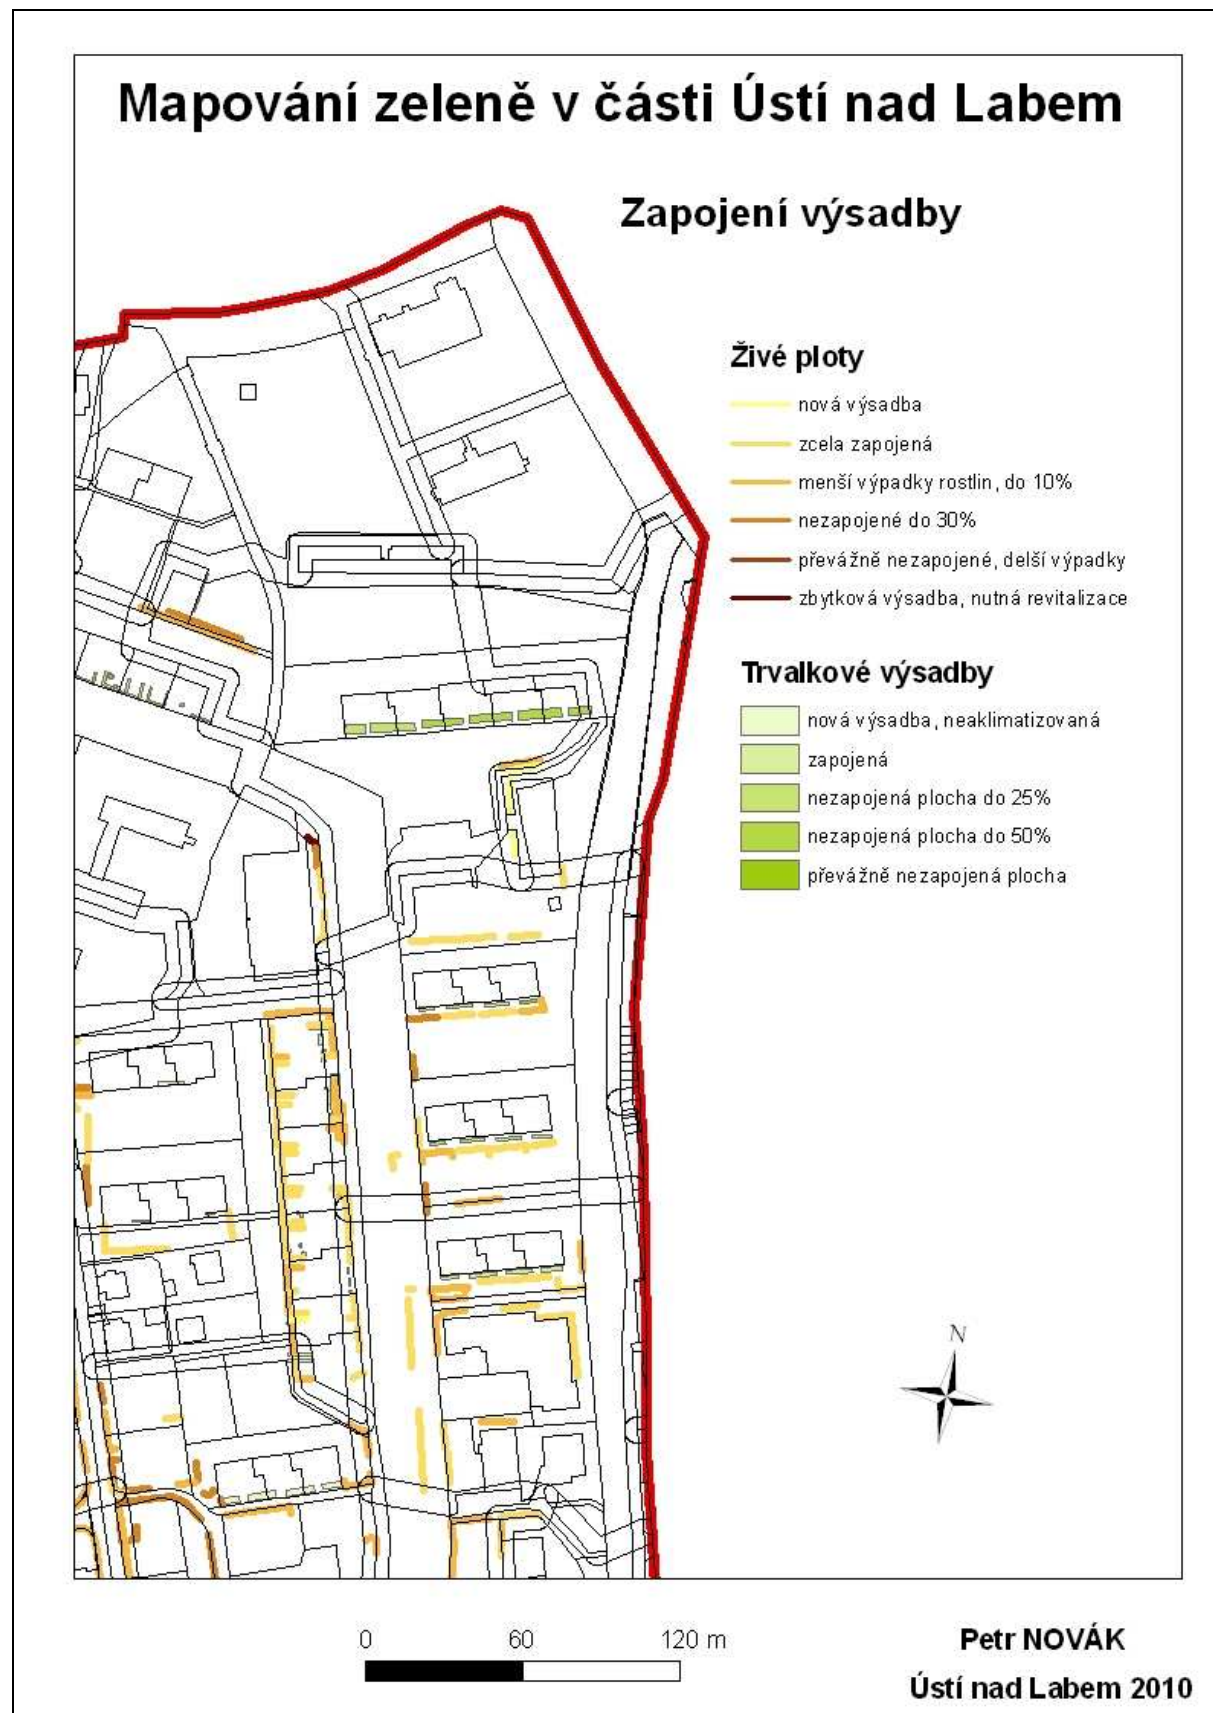 Mapování zeleně v části Ústí nad Labem
Zapojení výsadby
Živé ploty
nová výsadba
zcela zapojená
menší výpadky rostlin, do 10%
nezapojené do 30%
převážně nezapojené, delší výpadky
zbytková výsadba, nutná revitalizace
Trvalkové výsadby
nová výsadba, neaklimatizovaná
zapojená
nezapojená plocha do 25%
nezapojená plocha do 50%
převážně nezapojená plocha
N
0 60 120 m
Petr NOVÁK
Ústí nad Labem 2010